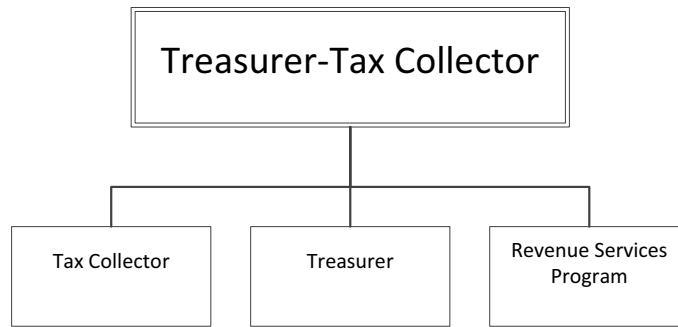 Treasurer-Tax Collector
Tax Collector
Treasurer
Revenue Services
Program